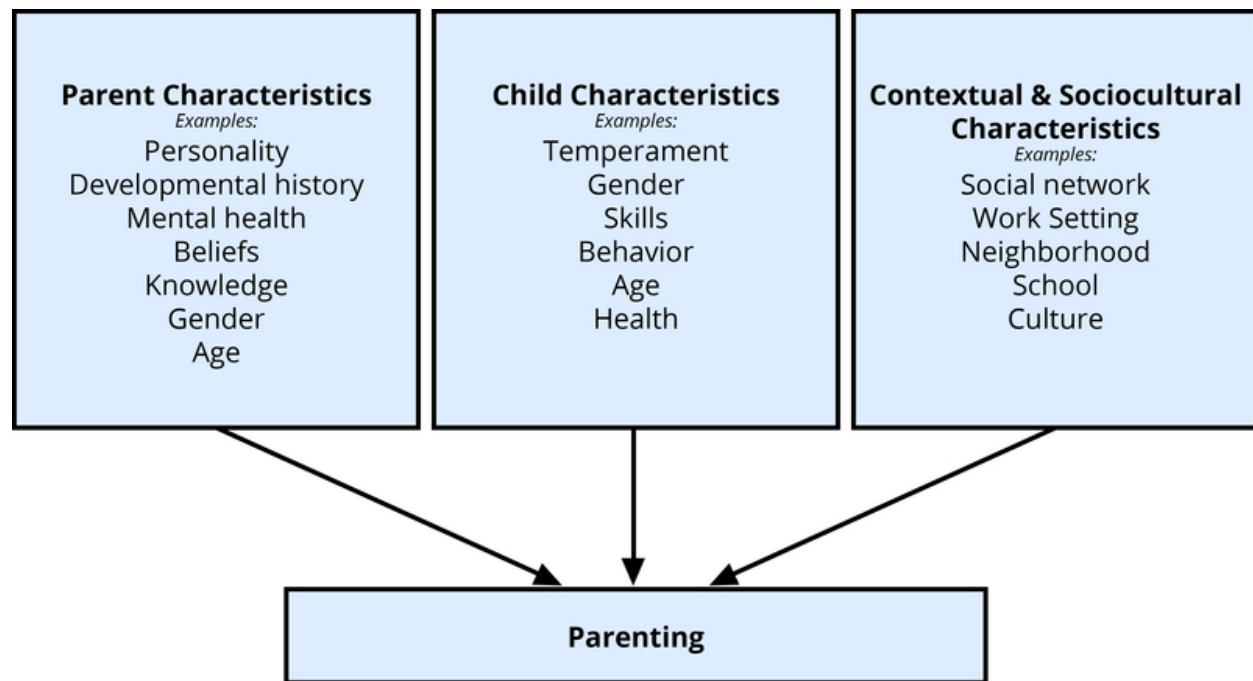 Parent Characteristics
Examples:
Personality
Developmental history
Mental health
Beliefs
Knowledge
Gender
Age
Child Characteristics
Examples:
Temperament
Gender
Skills
Behavior
Age
Health
Contextual & Sociocultural
Characteristics
Examples:
Social network
Work Setting
Neighborhood
School
Culture
Parenting